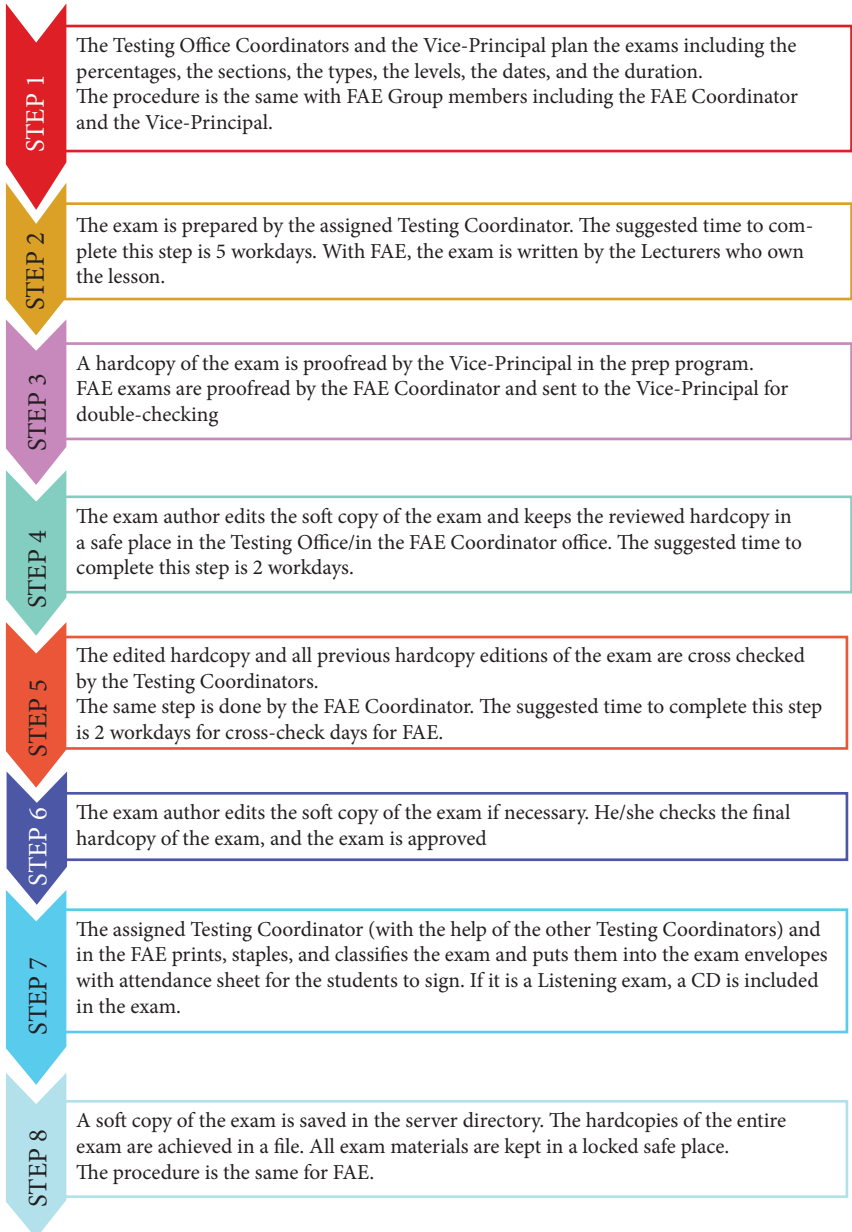 STEP 1
The Testing Office Coordinators and the Vice-Principal plan the exams including the
percentages, the sections, the types, the levels, the dates, and the duration.
The procedure is the same with FAE Group members including the FAE Coordinator
and the Vice-Principal.
STEP 2
The exam is prepared by the assigned Testing Coordinator. The suggested time to com-
plete this step is 5 workdays. With FAE, the exam is written by the Lecturers who own
the lesson.
STEP 3
A hardcopy of the exam is proofread by the Vice-Principal in the prep program.
FAE exams are proofread by the FAE Coordinator and sent to the Vice-Principal for
double-checking
STEP 4
The exam author edits the soft copy of the exam and keeps the reviewed hardcopy in
a safe place in the Testing Office/in the FAE Coordinator office. The suggested time to
complete this step is 2 workdays.
STEP 5
The edited hardcopy and all previous hardcopy editions of the exam are cross checked
by the Testing Coordinators.
The same step is done by the FAE Coordinator. The suggested time to complete this step
is 2 workdays for cross-check days for FAE.
STEP 6
The exam author edits the soft copy of the exam if necessary. He/she checks the final
hardcopy of the exam, and the exam is approved
STEP 7
The assigned Testing Coordinator (with the help of the other Testing Coordinators) and
in the FAE prints, staples, and classifies the exam and puts them into the exam envelopes
with attendance sheet for the students to sign. If it is a Listening exam, a CD is included
in the exam.
STEP 8
A soft copy of the exam is saved in the server directory. The hardcopies of the entire
exam are achieved in a file. All exam materials are kept in a locked safe place.
The procedure is the same for FAE.